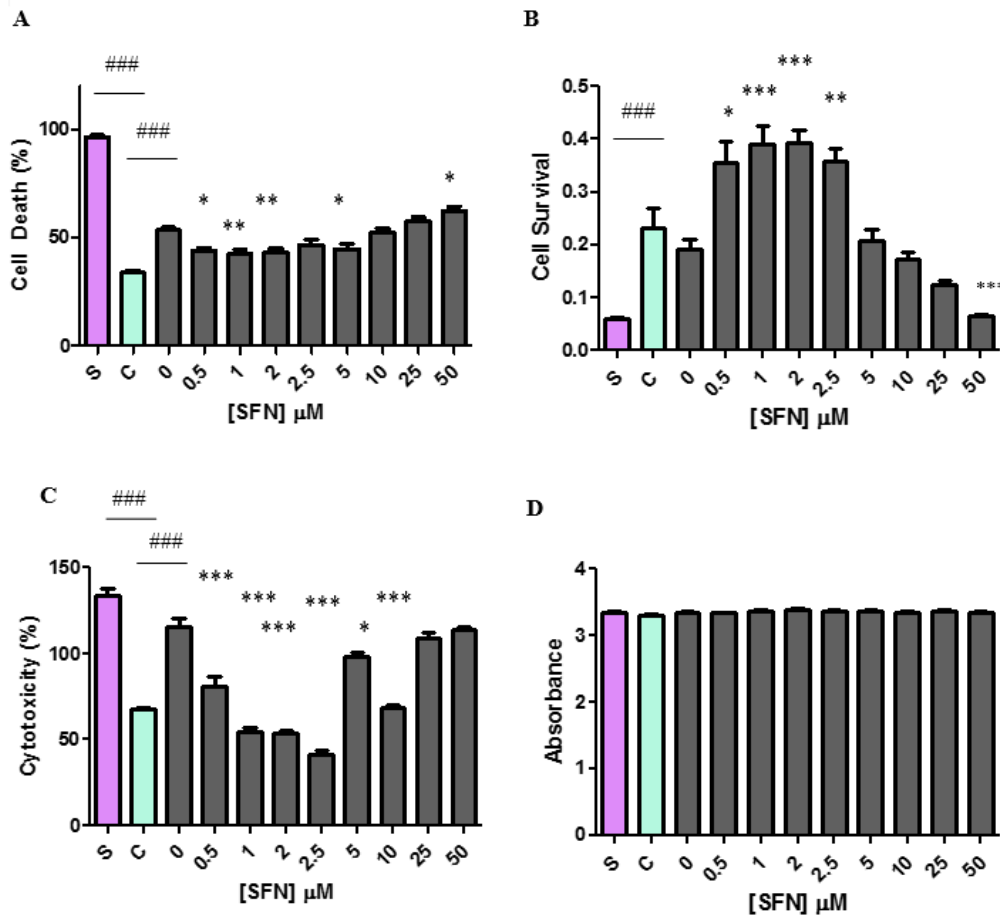 A
###
###
* ** ** * *
Cell Death (%)
100
50
0
S C 0 0.5 1 2 2.5 5 10 25 50
[SFN] µM
B
###
* *** *** ** ***
Cell Survival
0.5
0.4
0.3
0.2
0.1
0.0
S C 0 0.5 1 2 2.5 5 10 25 50
[SFN] µM
C
###
###
*** *** *** *** * ***
Cytotoxicity (%)
150
100
50
0
S C 0 0.5 1 2 2.5 5 10 25 50
[SFN] µM
D
Absorbance
4
3
2
1
0
S C 0 0.5 1 2 2.5 5 10 25 50
[SFN] µM